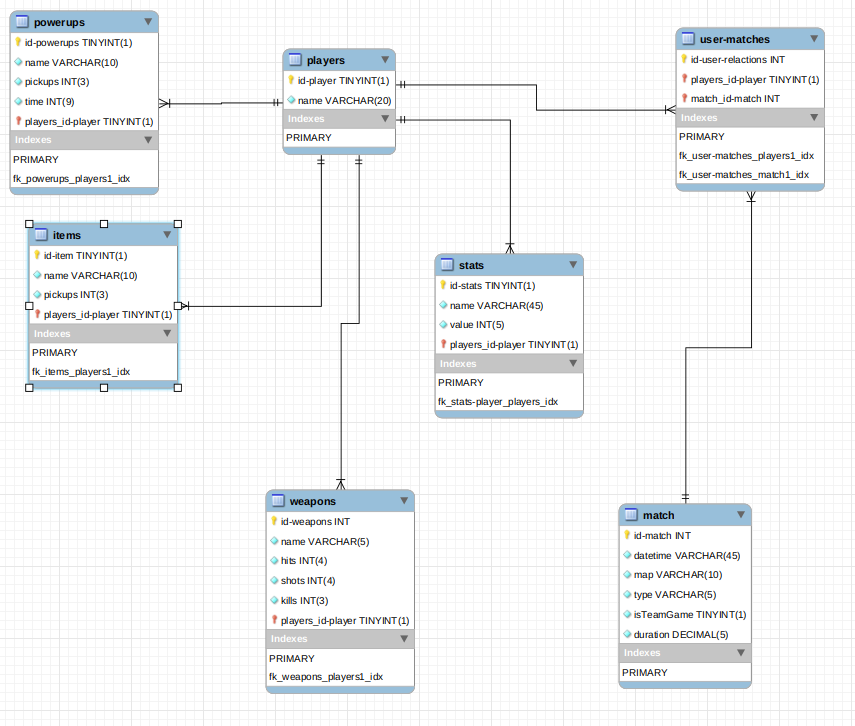 powerups
id-powerups TINYINT(1)
name VARCHAR(10)
pickups INT(3)
time INT(9)
players_id-player TINYINT(1)
Indexes
PRIMARY
fk_powerups_players1_idx
players
id-player TINYINT(1)
name VARCHAR(20)
Indexes
PRIMARY
user-matches
id-user-relactions INT
players_id-player TINYINT(1)
match_id-match INT
Indexes
PRIMARY
fk_user-matches_players1_idx
fk_user-matches_match1_idx
items
id-item TINYINT(1)
name VARCHAR(10)
pickups INT(3)
players_id-player TINYINT(1)
Indexes
PRIMARY
fk_items_players1_idx
stats
id-stats TINYINT(1)
name VARCHAR(45)
value INT(5)
players_id-player TINYINT(1)
Indexes
PRIMARY
fk_stats-player_players_idx
weapons
id-weapons INT
name VARCHAR(5)
hits INT(4)
shots INT(4)
kills INT(3)
players_id-player TINYINT(1)
Indexes
PRIMARY
fk_weapons_players1_idx
match
id-match INT
datetime VARCHAR(45)
map VARCHAR(10)
type VARCHAR(5)
isTeamGame TINYINT(1)
duration DECIMAL(5)
Indexes
PRIMARY